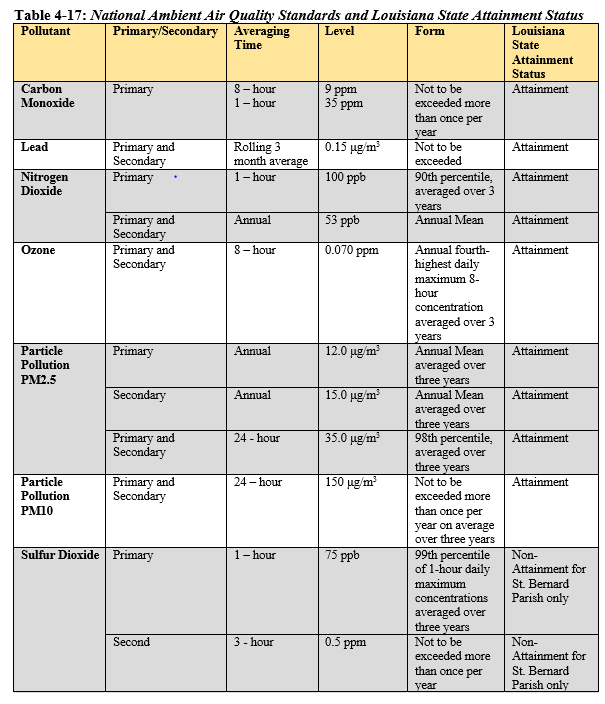 Table 4-17: National Ambient Air Quality Standards and Louisiana State Attainment Status
Pollutant Primary/Secondary Averaging Time Level Form Louisiana State Attainment Status
Carbon Monoxide Primary 8 – hour 1 – hour 9 ppm 35 ppm Not to be exceeded more than once per year Attainment
Lead Primary and Secondary Rolling 3 month average 0.15 µg/m³ Not to be exceeded Attainment
Nitrogen Dioxide Primary 1 – hour 100 ppb 90th percentile, averaged over 3 years Attainment
Primary and Secondary Annual 53 ppb Annual Mean Attainment
Ozone Primary and Secondary 8 – hour 0.070 ppm Annual fourth-highest daily maximum 8-hour concentration averaged over 3 years Attainment
Particle Pollution PM2.5 Primary Annual 12.0 µg/m³ Annual Mean averaged over three years Attainment
Secondary Annual 15.0 µg/m³ Annual Mean averaged over three years Attainment
Primary and Secondary 24 - hour 35.0 µg/m³ 98th percentile, averaged over three years Attainment
Particle Pollution PM10 Primary and Secondary 24 – hour 150 µg/m³ Not to be exceeded more than once per year on average over three years Attainment
Sulfur Dioxide Primary 1 – hour 75 ppb 99th percentile of 1-hour daily maximum concentrations averaged over three years Non-Attainment for St. Bernard Parish only
Second 3 - hour 0.5 ppm Not to be exceeded more than once per year Non-Attainment for St. Bernard Parish only